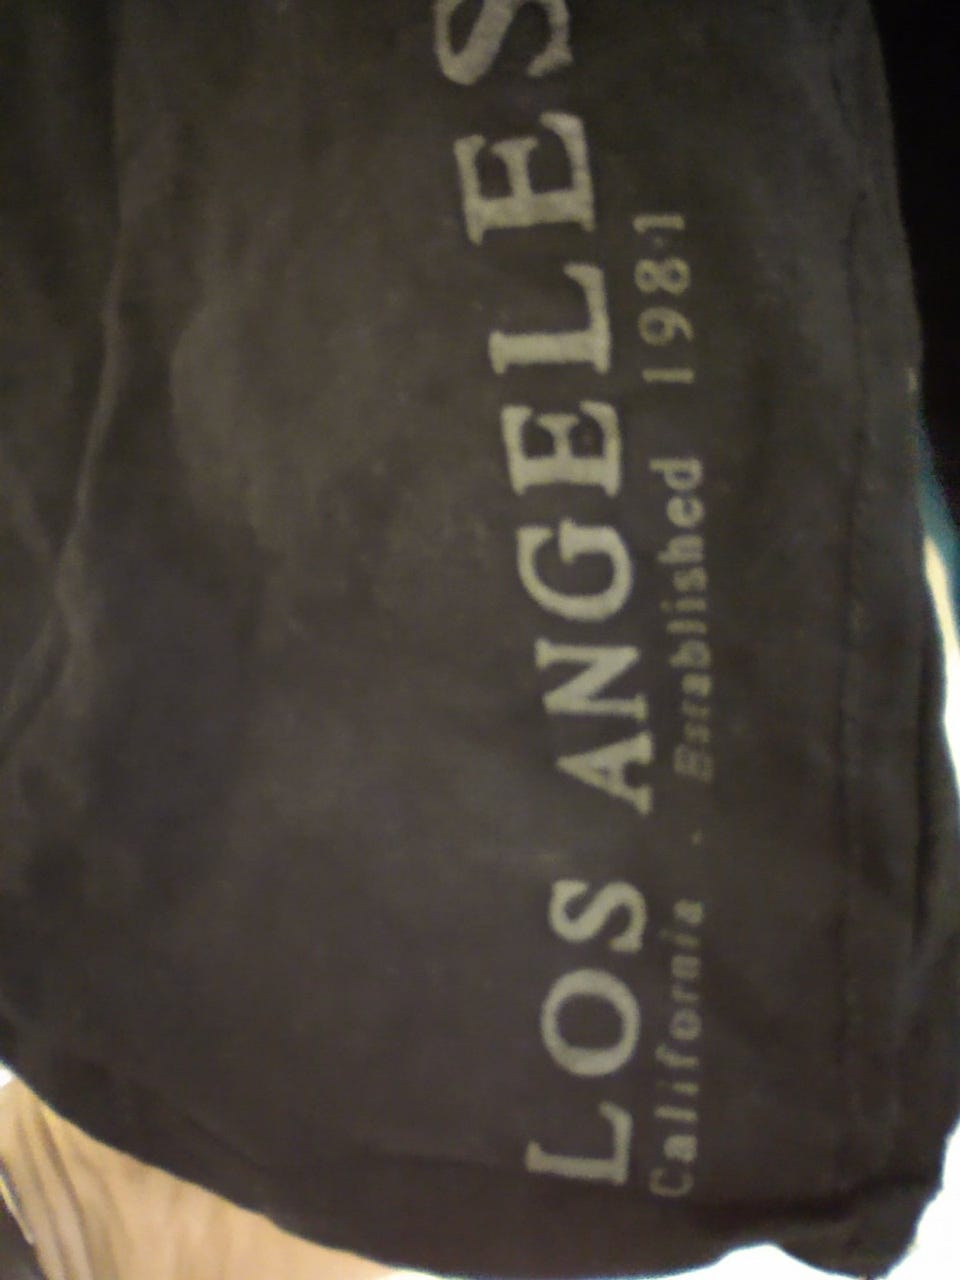 LOS ANGELES
California . Established 1981